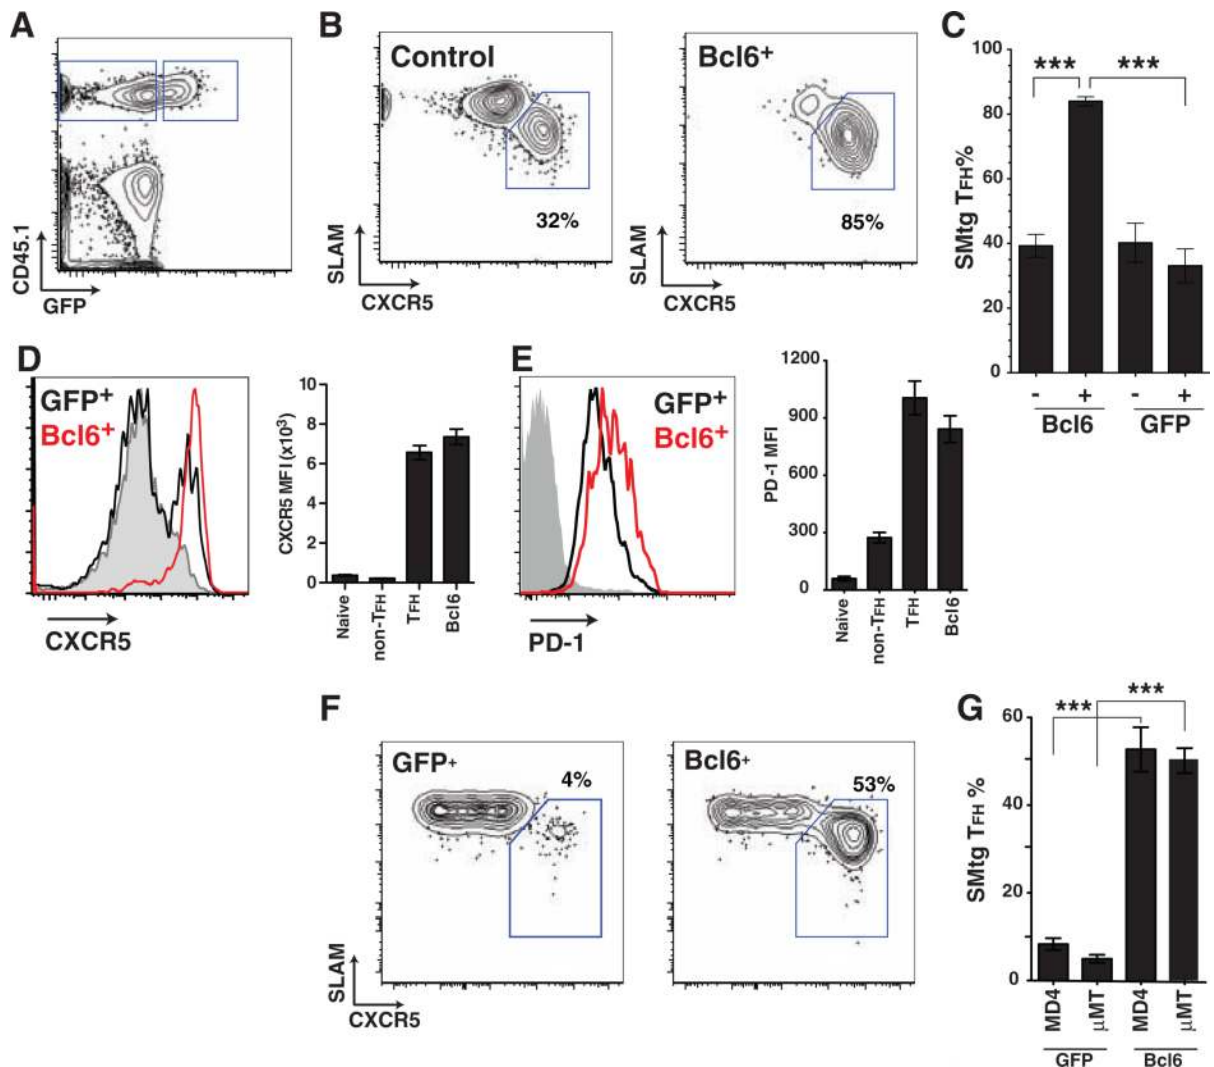 A
CD45.1
GFP
B
Control
32%
SLAM
CXCR5
Bcl6+
85%
SLAM
CXCR5
C
SMtg TFH%
100
80
60
40
20
0
***
***
- + - +
Bcl6 GFP
D
GFP+
Bcl6+
CXCR5
CXCR5 MFI (x10³)
10
8
6
4
2
0
Naive
non-TFH
TFH
Bcl6
E
GFP+
Bcl6+
PD-1
PD-1 MFI
1200
900
600
300
0
Naive
non-TFH
TFH
Bcl6
F
GFP+
4%
SLAM
CXCR5
Bcl6+
53%
G
SMtg TFH %
60
40
20
0
***
***
MD4
µMT
MD4
µMT
GFP Bcl6